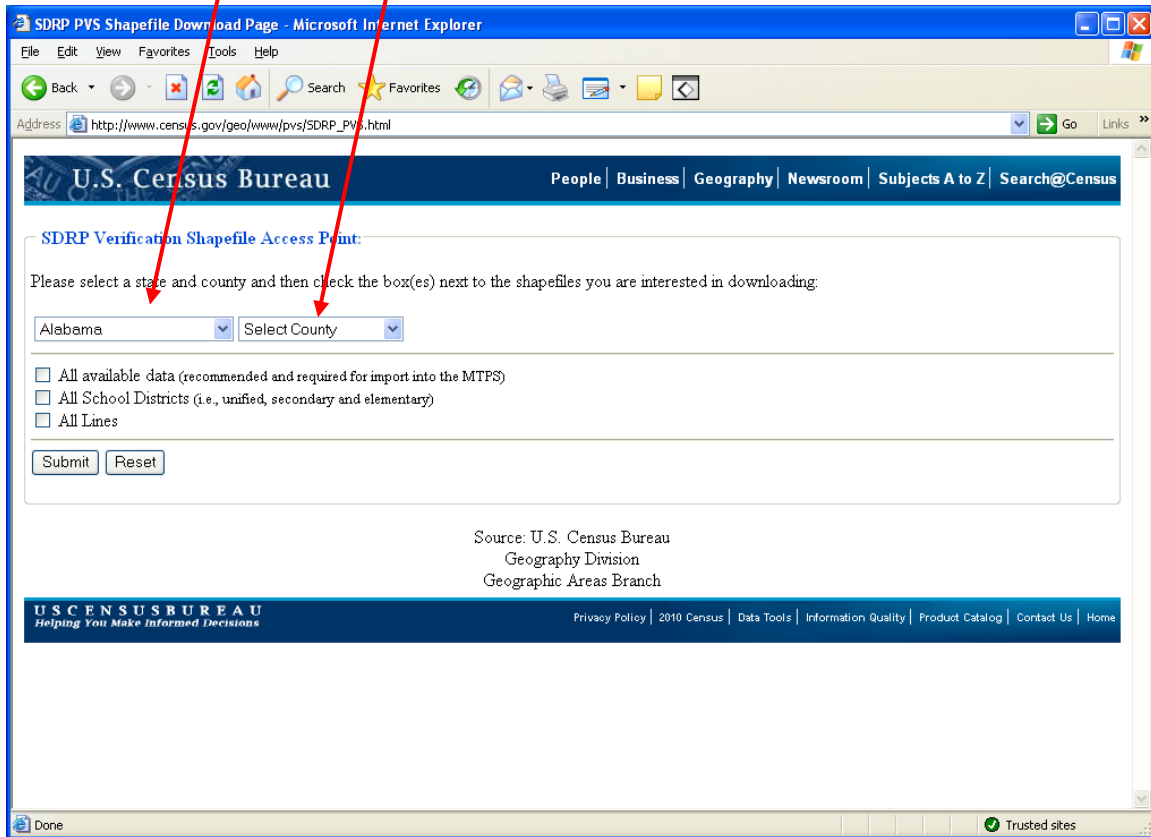 SDRP PVS Shapefile Download Page - Microsoft Internet Explorer
File Edit View Favorites Tools Help
Back Search Favorites
Address http://www.census.gov/geo/www/pvs/SDRP_PVS.html Go Links »
U.S. Census Bureau People | Business | Geography | Newsroom | Subjects A to Z | Search@Census
SDRP Verification Shapefile Access Point:
Please select a state and county and then check the box(es) next to the shapefiles you are interested in downloading:
Alabama Select County
All available data (recommended and required for import into the MTPS)
All School Districts (i.e., unified, secondary and elementary)
All Lines
Submit Reset
Source: U.S. Census Bureau
Geography Division
Geographic Areas Branch
USCENSUSBUREAU
Helping You Make Informed Decisions
Privacy Policy | 2010 Census | Data Tools | Information Quality | Product Catalog | Contact Us | Home
Done Trusted sites